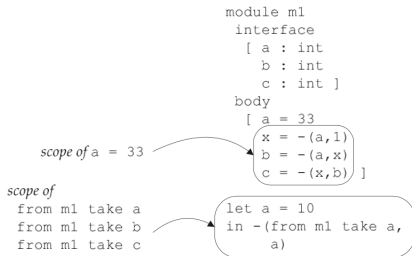 module m1
interface
[ a : int
b : int
c : int ]
body
[ a = 33
x = -(a,1)
scope of a = 33
b = -(a,x)
c = -(x,b) ]
scope of
from m1 take a
from m1 take b
from m1 take c
let a = 10
in -(from m1 take a,
a)